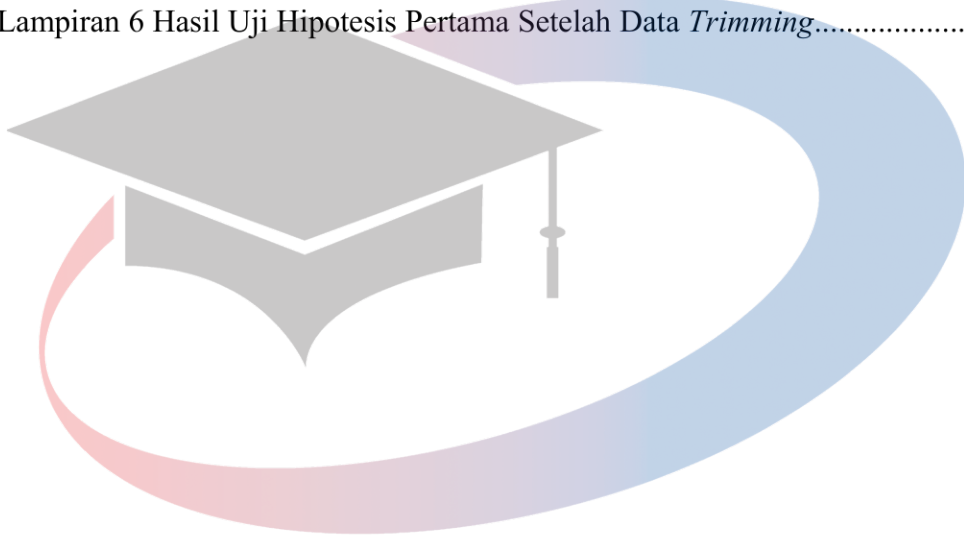 Lampiran 6 Hasil Uji Hipotesis Pertama Setelah Data Trimming...................